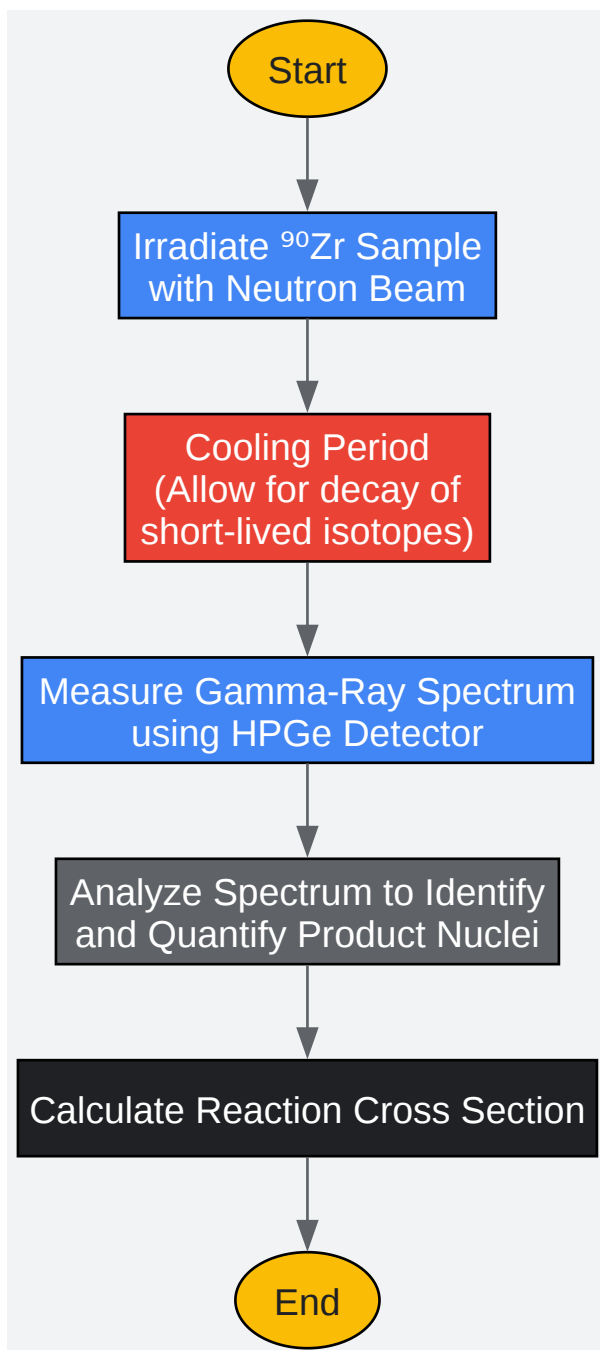 Start
Irradiate ⁹⁰Zr Sample
with Neutron Beam
Cooling Period
(Allow for decay of
short-lived isotopes)
Measure Gamma-Ray Spectrum
using HPGe Detector
Analyze Spectrum to Identify
and Quantify Product Nuclei
Calculate Reaction Cross Section
End